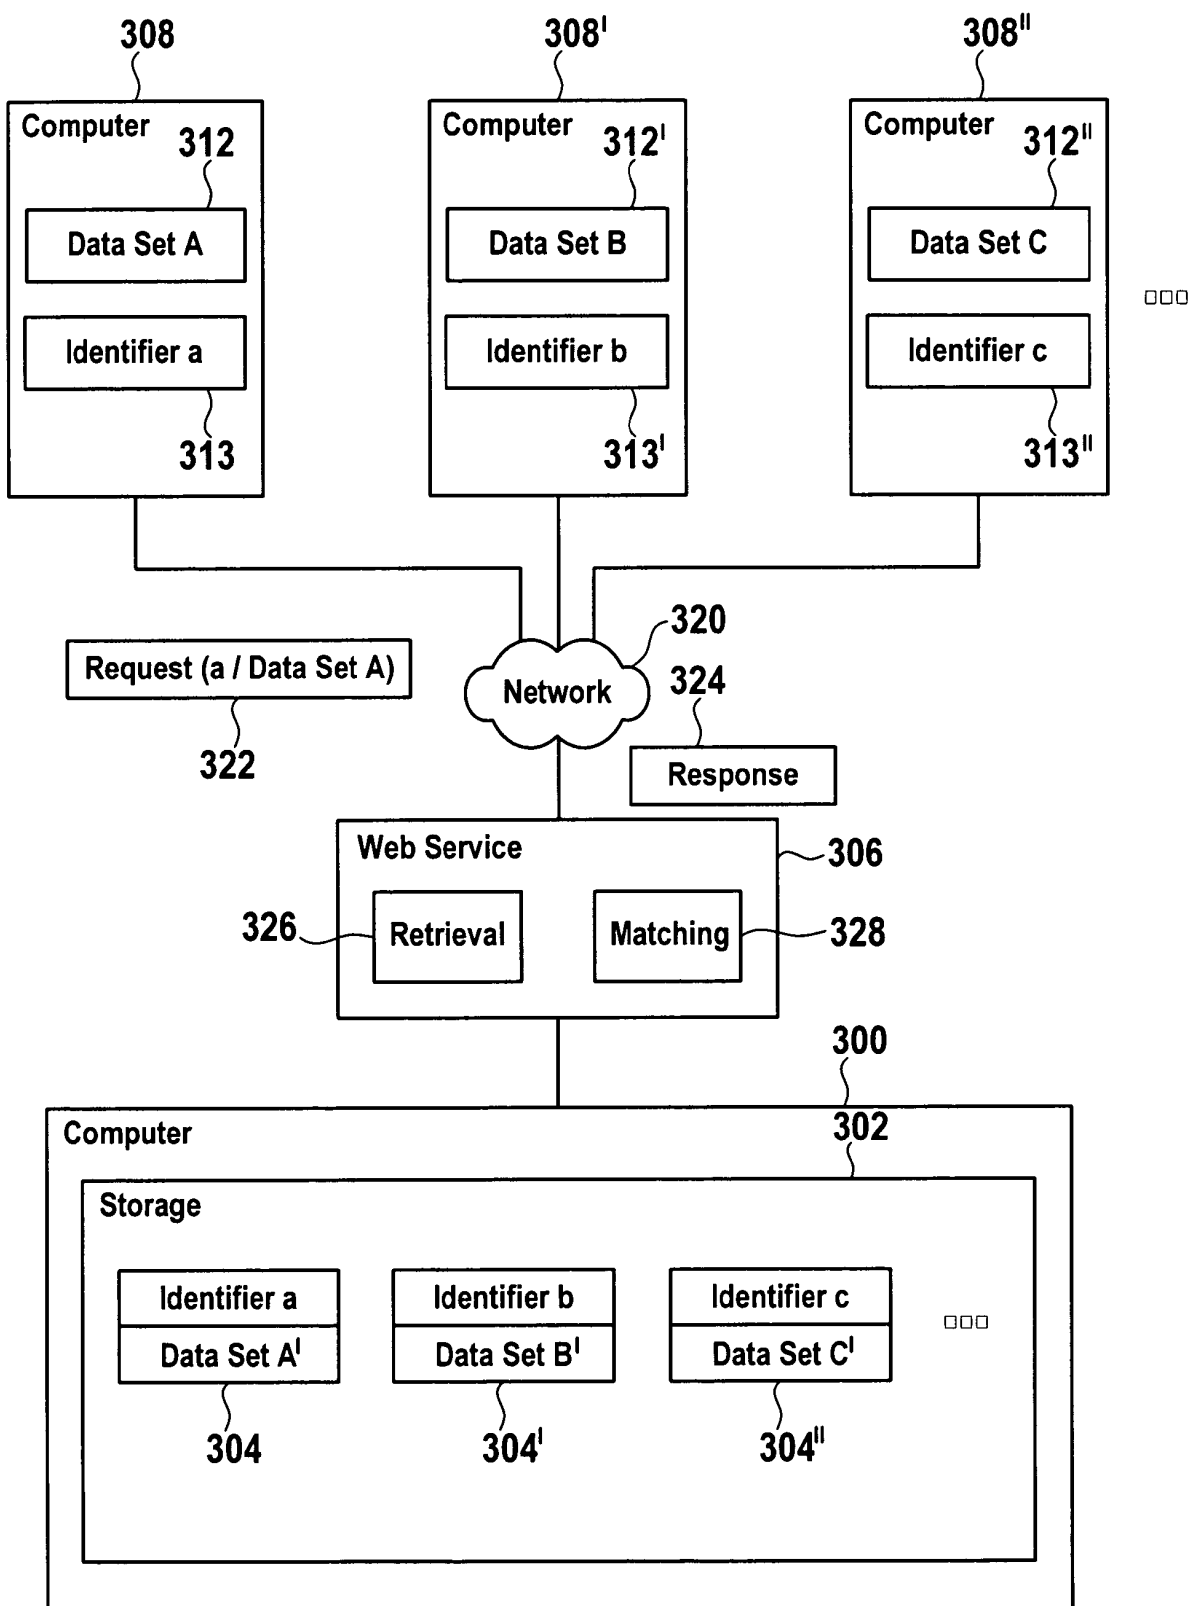 308 308ᴵ 308ᴵᴵ
Computer Computer Computer
312 312ᴵ 312ᴵᴵ
Data Set A Data Set B Data Set C
Identifier a Identifier b Identifier c
313 313ᴵ 313ᴵᴵ
320
Request (a / Data Set A)
Network
324
322
Response
Web Service
306
326 Retrieval Matching 328
300
Computer
302
Storage
Identifier a Identifier b Identifier c
Data Set Aᴵ Data Set Bᴵ Data Set Cᴵ
304 304ᴵ 304ᴵᴵ